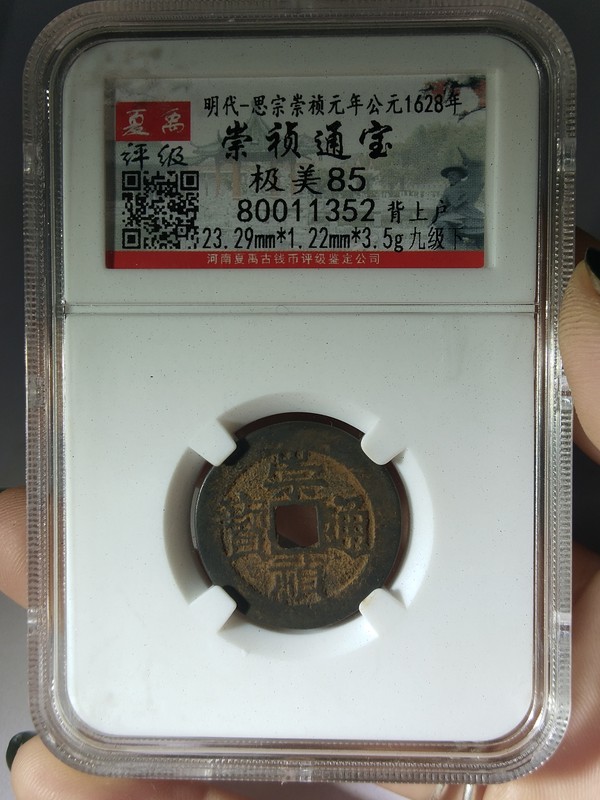 明代-思宗崇祯元年公元1628年
夏禹
评级
崇祯通宝
极美85
80011352 背上户
23.29mm*1.22mm*3.5g 九级下
河南夏禹古钱币评级鉴定公司
崇禎通寶